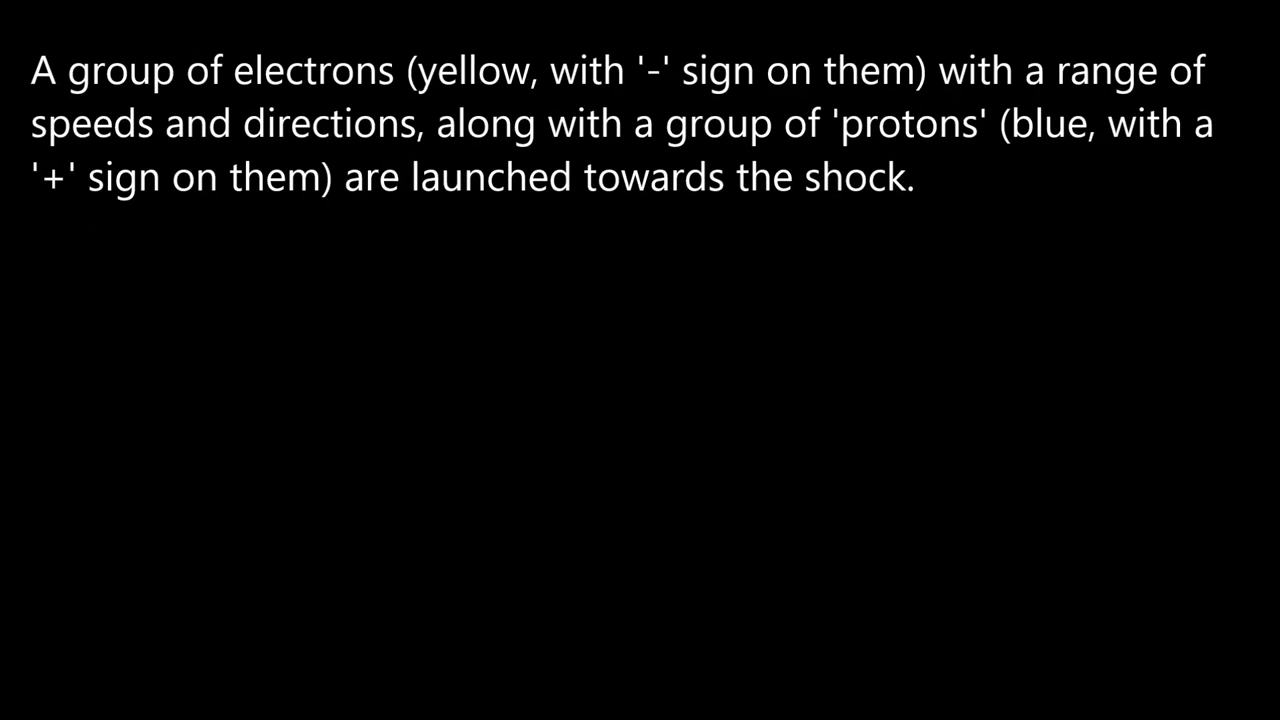 A group of electrons (yellow, with '-' sign on them) with a range of
speeds and directions, along with a group of 'protons' (blue, with a
'+' sign on them) are launched towards the shock.